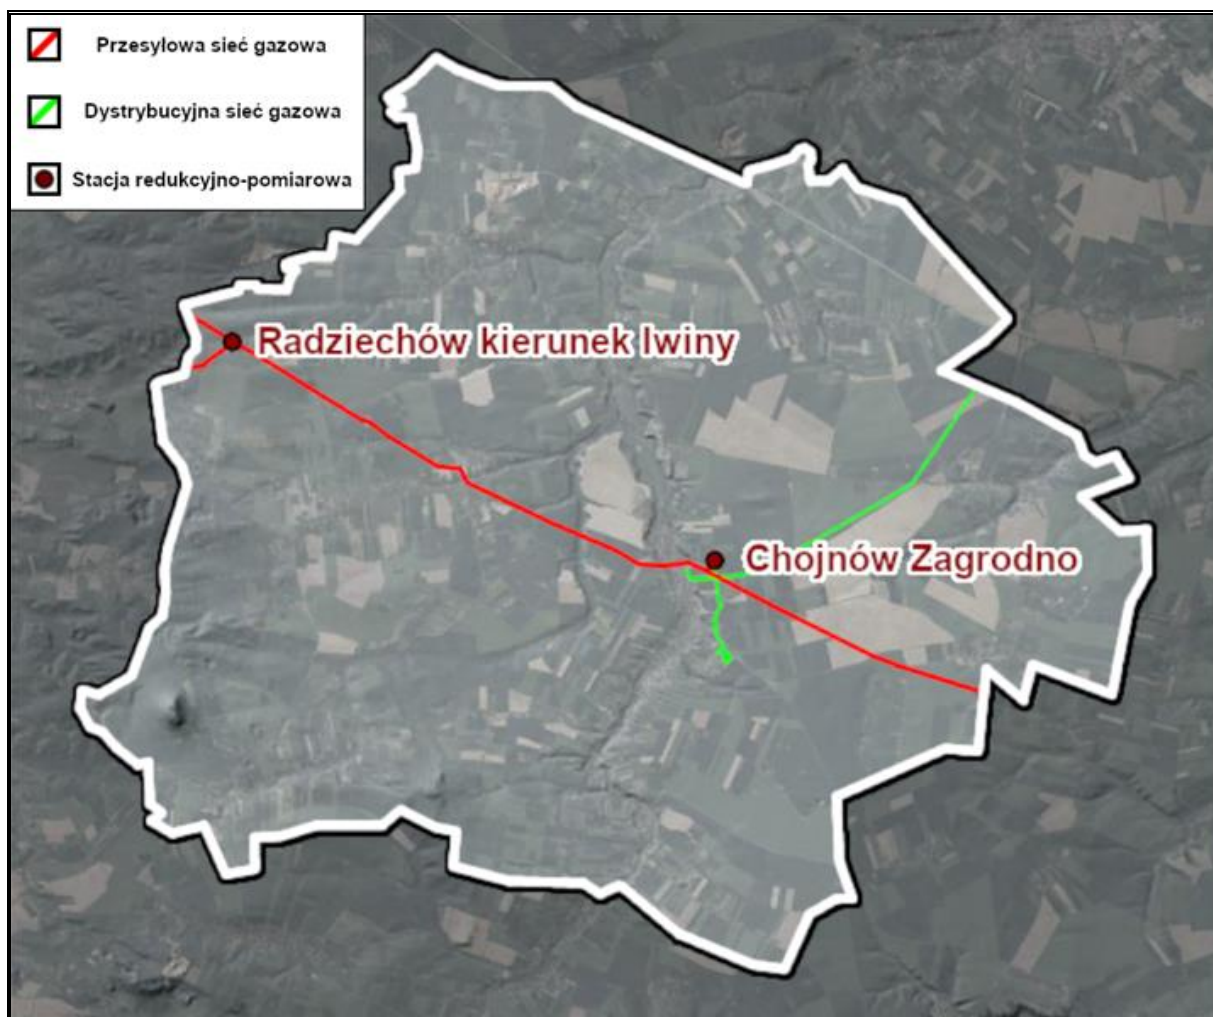 Przesyłowa sieć gazowa
Dystrybucyjna sieć gazowa
Stacja redukcyjno-pomiarowa
Radziechów kierunek Iwiny
Chojnów Zagrodno